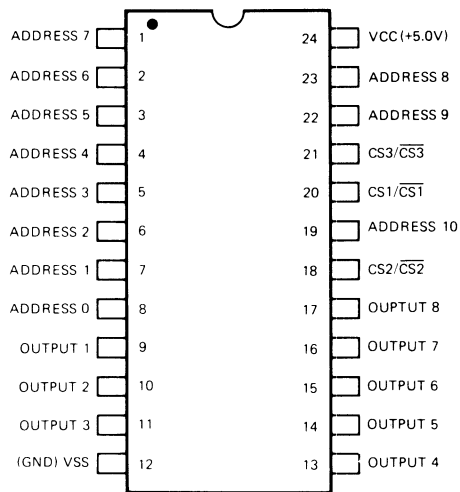 ADDRESS 7 1 24 VCC (+5.0V)
ADDRESS 6 2 23 ADDRESS 8
ADDRESS 5 3 22 ADDRESS 9
ADDRESS 4 4 21 CS3/C̅S̅3̅
ADDRESS 3 5 20 CS1/C̅S̅1̅
ADDRESS 2 6 19 ADDRESS 10
ADDRESS 1 7 18 CS2/C̅S̅2̅
ADDRESS 0 8 17 OUPTUT 8
OUTPUT 1 9 16 OUTPUT 7
OUTPUT 2 10 15 OUTPUT 6
OUTPUT 3 11 14 OUTPUT 5
(GND) VSS 12 13 OUTPUT 4